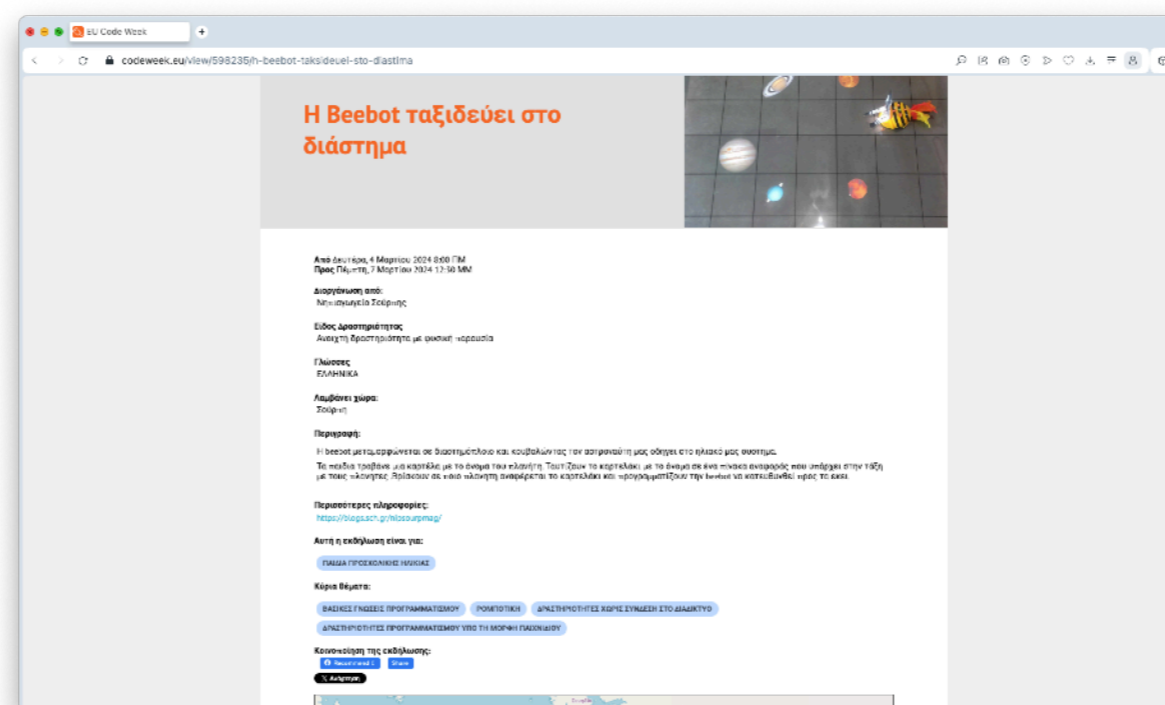 EU Code Week
codeweek.eu/view/598235/h-beebot-taksideuei-sto-diastima
Η Beebot ταξιδεύει στο
διάστημα
Από Δευτέρα, 4 Μαρτίου 2024 8:00 ΠΜ
Προς Πέμπτη, 7 Μαρτίου 2024 12:30 ΜΜ
Διοργάνωση από:
Νηπιαγωγείο Σούρπης
Είδος Δραστηριότητας
Ανοιχτή δραστηριότητα με φυσική παρουσία
Γλώσσες
ΕΛΛΗΝΙΚΑ
Λαμβάνει χώρα:
Σούρπη
Περιγραφή:
Η beebot μεταμορφώνεται σε διαστημόπλοιο και κουβαλώντας τον αστροναύτη μας οδηγεί στο ηλιακό μας σύστημα.
Τα παιδιά τραβάνε μια καρτέλα με το όνομα του πλανήτη. Ταυτίζουν το καρτελάκι με το όνομα σε ένα πίνακα αναφοράς που υπάρχει στην τάξη
με τους πλανήτες. Βρίσκουν σε ποιο πλανήτη αναφέρεται το καρτελάκι και προγραμματίζουν την beebot να κατευθυνθεί προς τα εκεί.
Περισσότερες πληροφορίες:
https://blogs.sch.gr/nipsourpmag/
Αυτή η εκδήλωση είναι για:
ΠΑΙΔΙΑ ΠΡΟΣΧΟΛΙΚΗΣ ΗΛΙΚΙΑΣ
Κύρια θέματα:
ΒΑΣΙΚΕΣ ΓΝΩΣΕΙΣ ΠΡΟΓΡΑΜΜΑΤΙΣΜΟΥ ΡΟΜΠΟΤΙΚΗ ΔΡΑΣΤΗΡΙΟΤΗΤΕΣ ΧΩΡΙΣ ΣΥΝΔΕΣΗ ΣΤΟ ΔΙΑΔΙΚΤΥΟ
ΔΡΑΣΤΗΡΙΟΤΗΤΕΣ ΠΡΟΓΡΑΜΜΑΤΙΣΜΟΥ ΥΠΟ ΤΗ ΜΟΡΦΗ ΠΑΙΧΝΙΔΙΟΥ
Κοινοποίηση της εκδήλωσης:
Recommend Share
Ανάρτηση